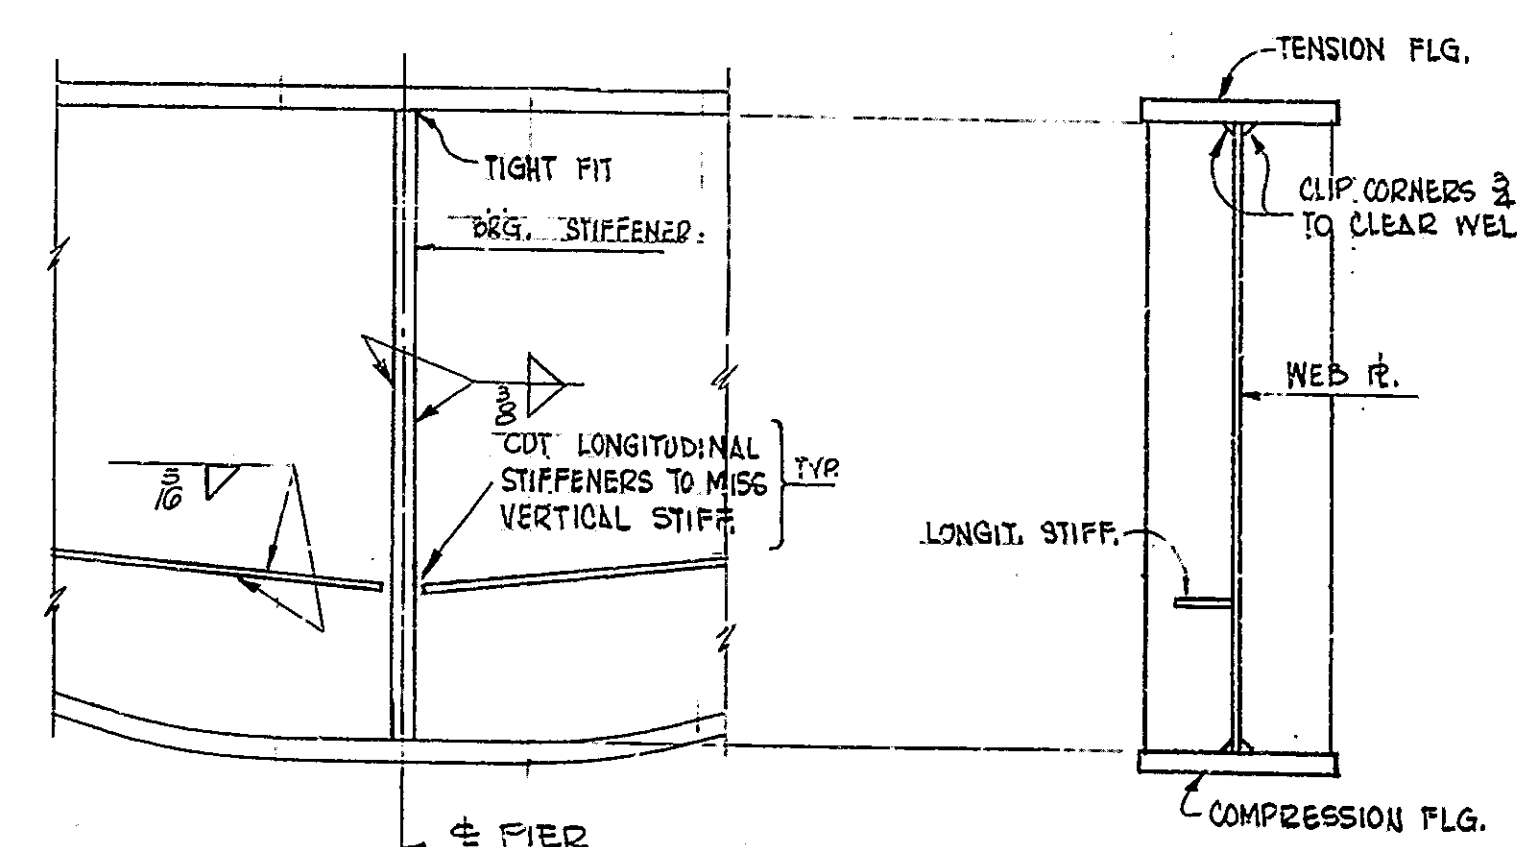 TENSION FLG.
TIGHT FIT
BRG. STIFFENER
CLIP CORNERS 3/4
TO CLEAR WEL
3/8
WEB PL.
CUT LONGITUDINAL
STIFFENERS TO MISS
VERTICAL STIFF.
TYP.
5/16
LONGIT. STIFF.
COMPRESSION FLG.
℄ PIER